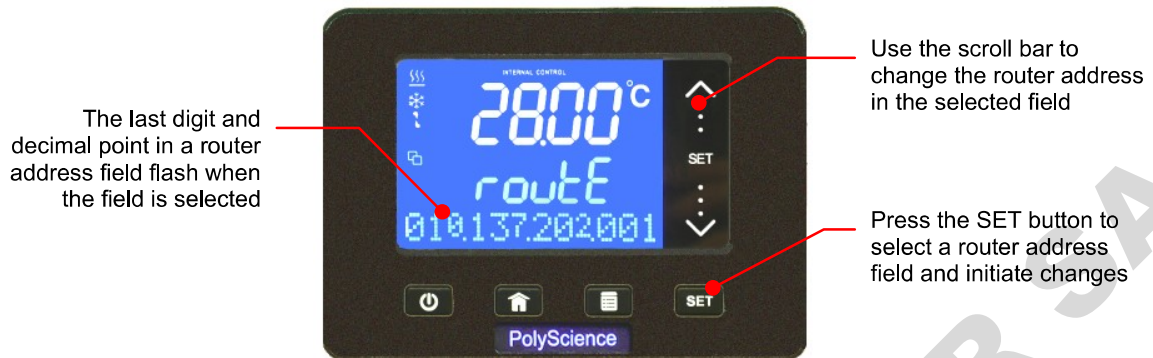 The last digit and
decimal point in a router
address field flash when
the field is selected
INTERNAL CONTROL
28.00°C
routE
010.137.202.001
SET
SET
PolyScience
Use the scroll bar to
change the router address
in the selected field
Press the SET button to
select a router address
field and initiate changes